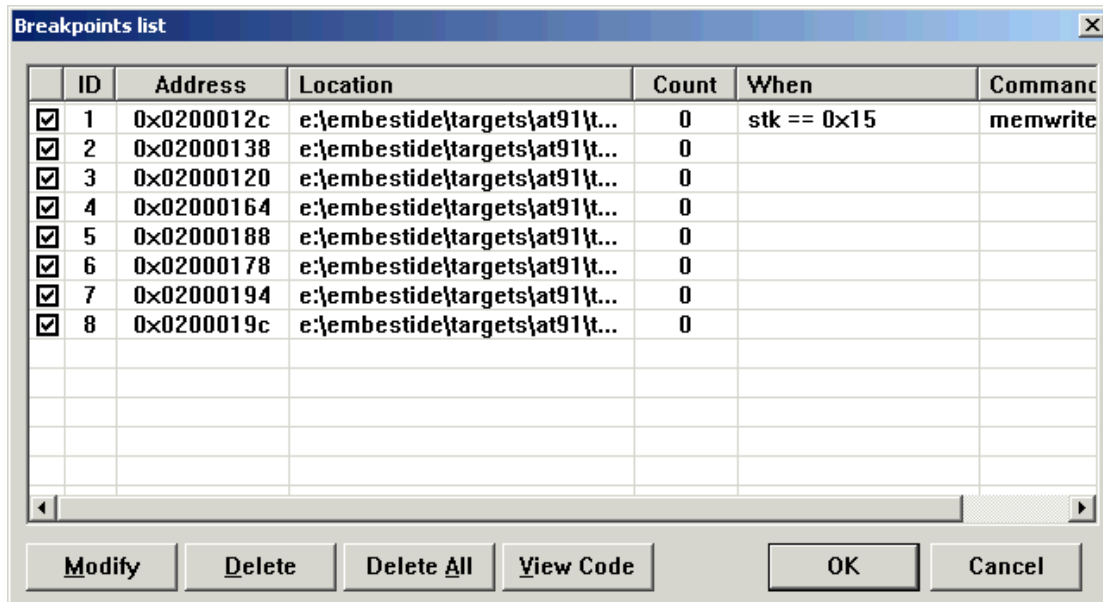 Breakpoints list
ID Address Location Count When Command
1 0x0200012c e:\embestide\targets\at91\t... 0 stk == 0x15 memwrite
2 0x02000138 e:\embestide\targets\at91\t... 0
3 0x02000120 e:\embestide\targets\at91\t... 0
4 0x02000164 e:\embestide\targets\at91\t... 0
5 0x02000188 e:\embestide\targets\at91\t... 0
6 0x02000178 e:\embestide\targets\at91\t... 0
7 0x02000194 e:\embestide\targets\at91\t... 0
8 0x0200019c e:\embestide\targets\at91\t... 0
Modify Delete Delete All View Code OK Cancel